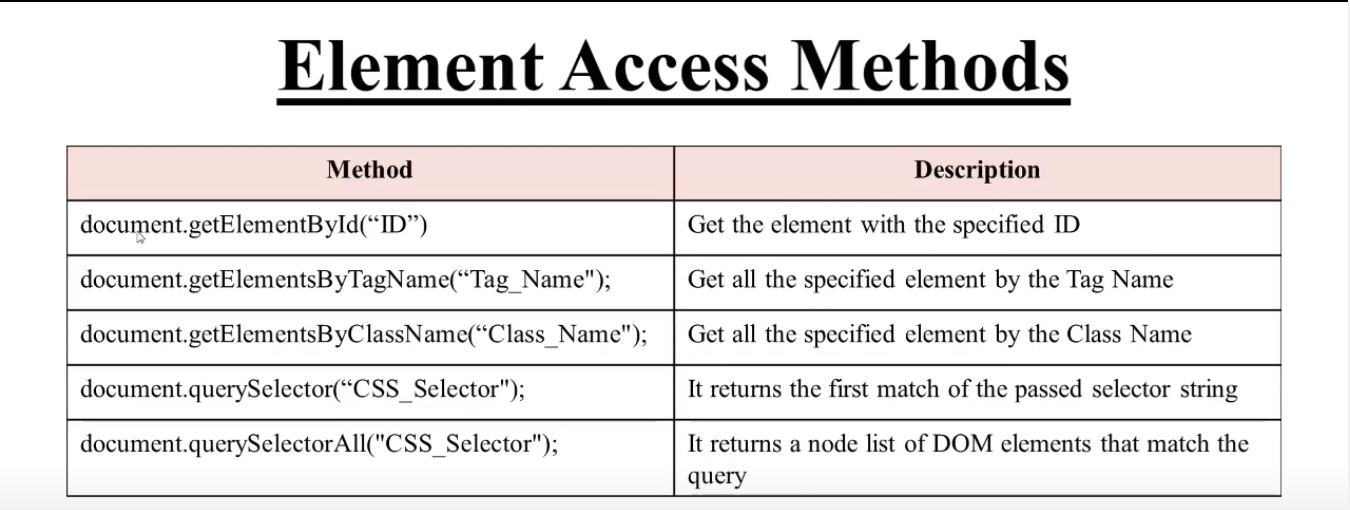 Element Access Methods
Method Description
document.getElementById(“ID”) Get the element with the specified ID
document.getElementsByTagName(“Tag_Name"); Get all the specified element by the Tag Name
document.getElementsByClassName(“Class_Name"); Get all the specified element by the Class Name
document.querySelector(“CSS_Selector"); It returns the first match of the passed selector string
document.querySelectorAll("CSS_Selector"); It returns a node list of DOM elements that match the
query